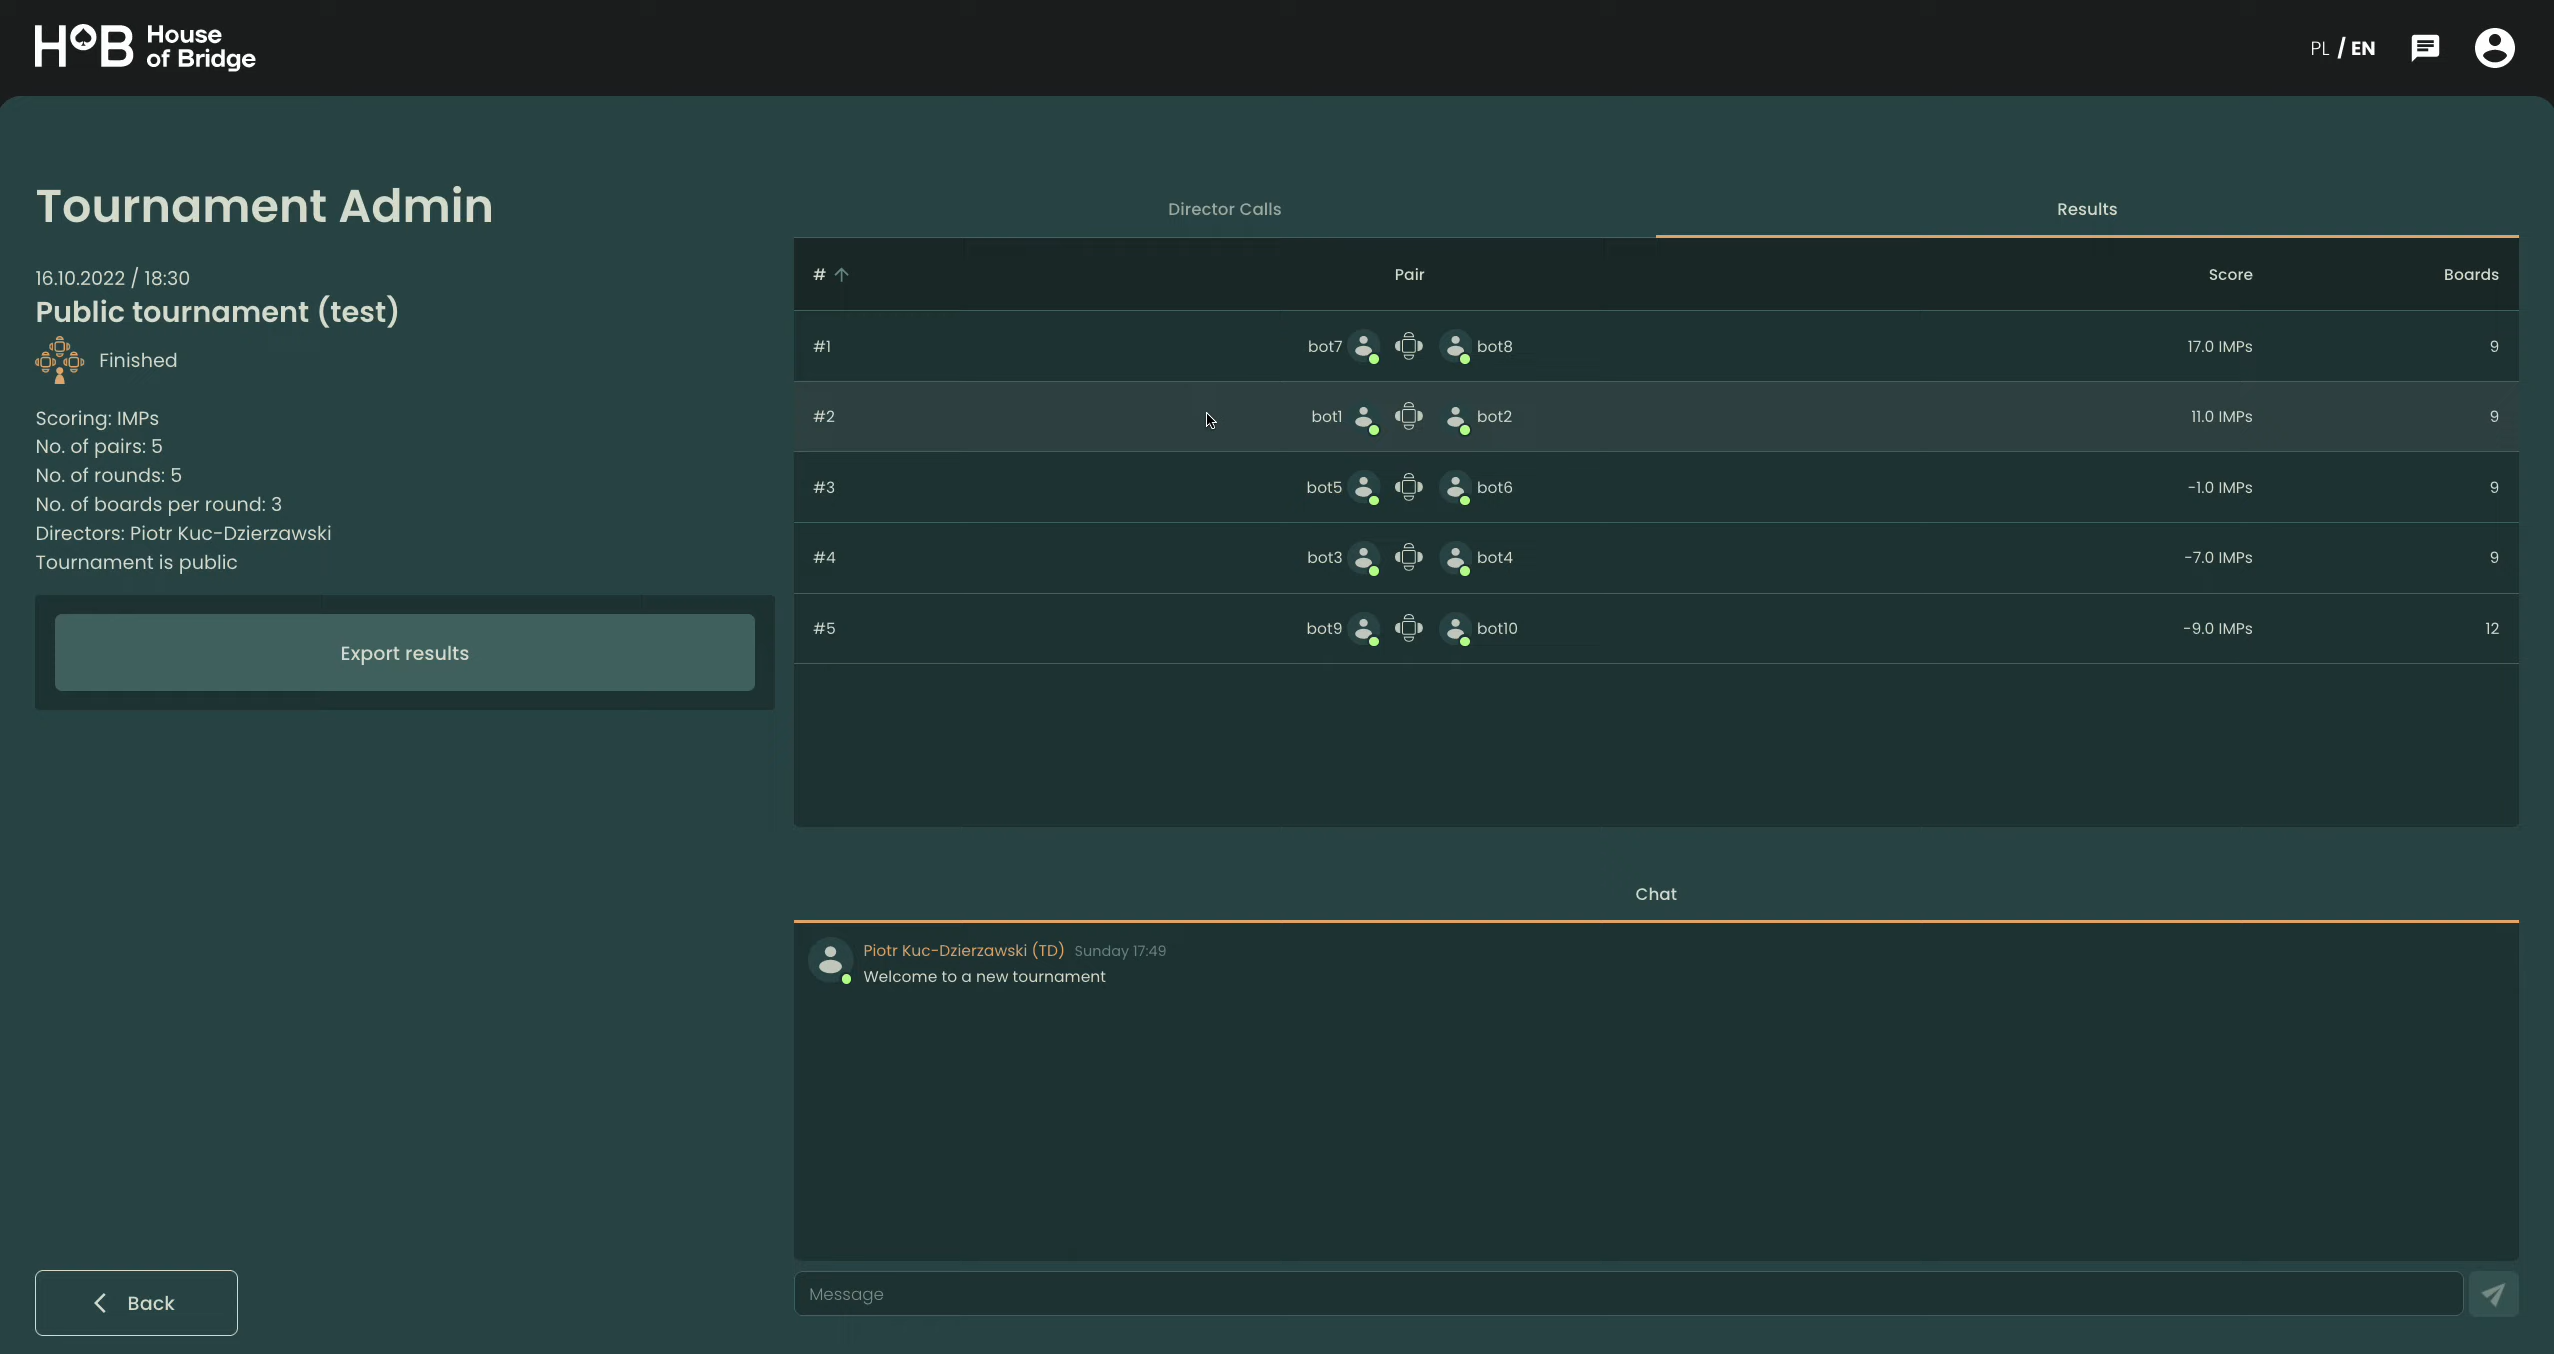 HOB House of Bridge
PL / EN
Tournament Admin
16.10.2022 / 18:30
Public tournament (test)
Finished
Scoring: IMPs
No. of pairs: 5
No. of rounds: 5
No. of boards per round: 3
Directors: Piotr Kuc-Dzierzawski
Tournament is public
Export results
Back
Director Calls Results
# Pair Score Boards
#1 bot7 bot8 17.0 IMPs 9
#2 bot1 bot2 11.0 IMPs 9
#3 bot5 bot6 -1.0 IMPs 9
#4 bot3 bot4 -7.0 IMPs 9
#5 bot9 bot10 -9.0 IMPs 12
Chat
Piotr Kuc-Dzierzawski (TD) Sunday 17:49
Welcome to a new tournament
Message